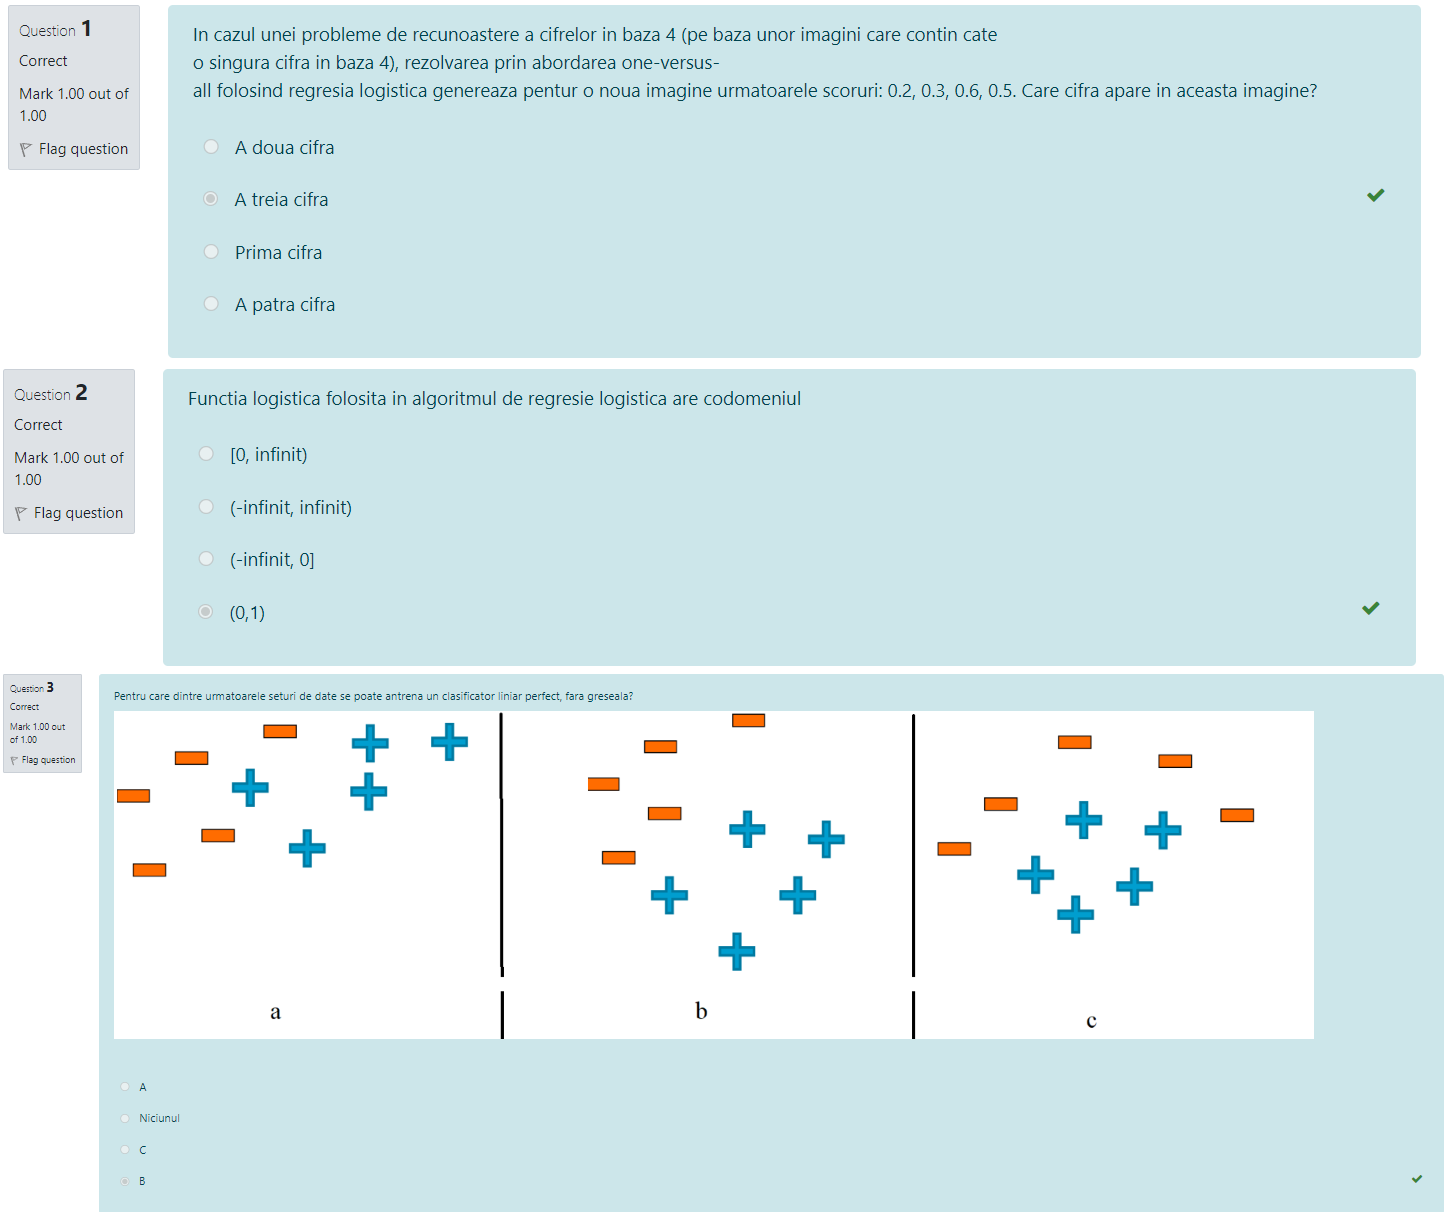 Question 1
Correct
Mark 1.00 out of
1.00
Flag question
In cazul unei probleme de recunoastere a cifrelor in baza 4 (pe baza unor imagini care contin cate
o singura cifra in baza 4), rezolvarea prin abordarea one-versus-
all folosind regresia logistica genereaza pentur o noua imagine urmatoarele scoruri: 0.2, 0.3, 0.6, 0.5. Care cifra apare in aceasta imagine?
A doua cifra
A treia cifra
Prima cifra
A patra cifra
Question 2
Correct
Mark 1.00 out of
1.00
Flag question
Functia logistica folosita in algoritmul de regresie logistica are codomeniul
[0, infinit)
(-infinit, infinit)
(-infinit, 0]
(0,1)
Question 3
Correct
Mark 1.00 out
of 1.00
Flag question
Pentru care dintre urmatoarele seturi de date se poate antrena un clasificator liniar perfect, fara greseala?
a
b
c
A
Niciunul
C
B